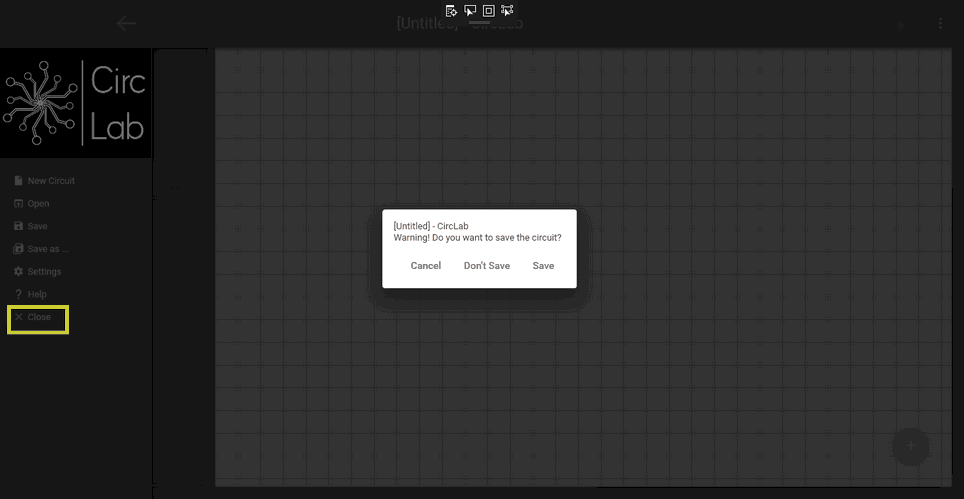 [Untitled] - CircLab
Circ
Lab
New Circuit
Open
Save
Save as ...
Settings
Help
Close
[Untitled] - CircLab
Warning! Do you want to save the circuit?
Cancel Don't Save Save